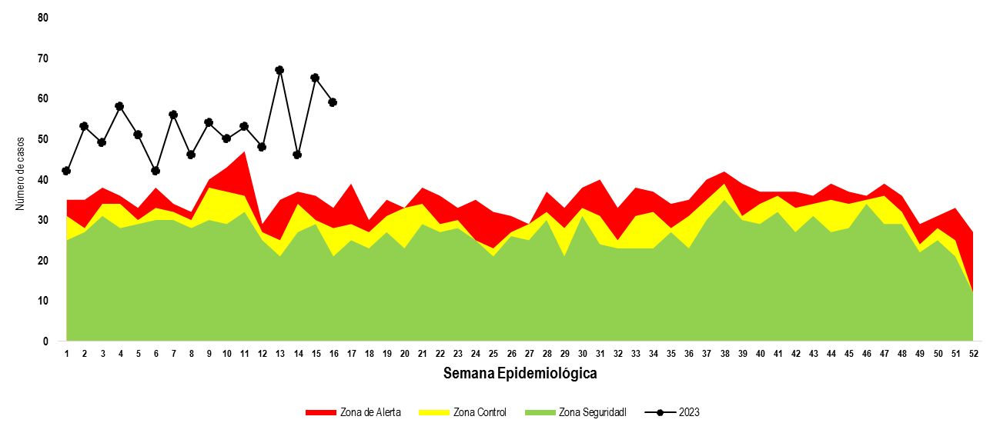 80
70
60
50
40
30
20
10
0
Número de casos
1 2 3 4 5 6 7 8 9 10 11 12 13 14 15 16 17 18 19 20 21 22 23 24 25 26 27 28 29 30 31 32 33 34 35 36 37 38 39 40 41 42 43 44 45 46 47 48 49 50 51 52
Semana Epidemiológica
Zona de Alerta Zona Control Zona Seguridadl 2023